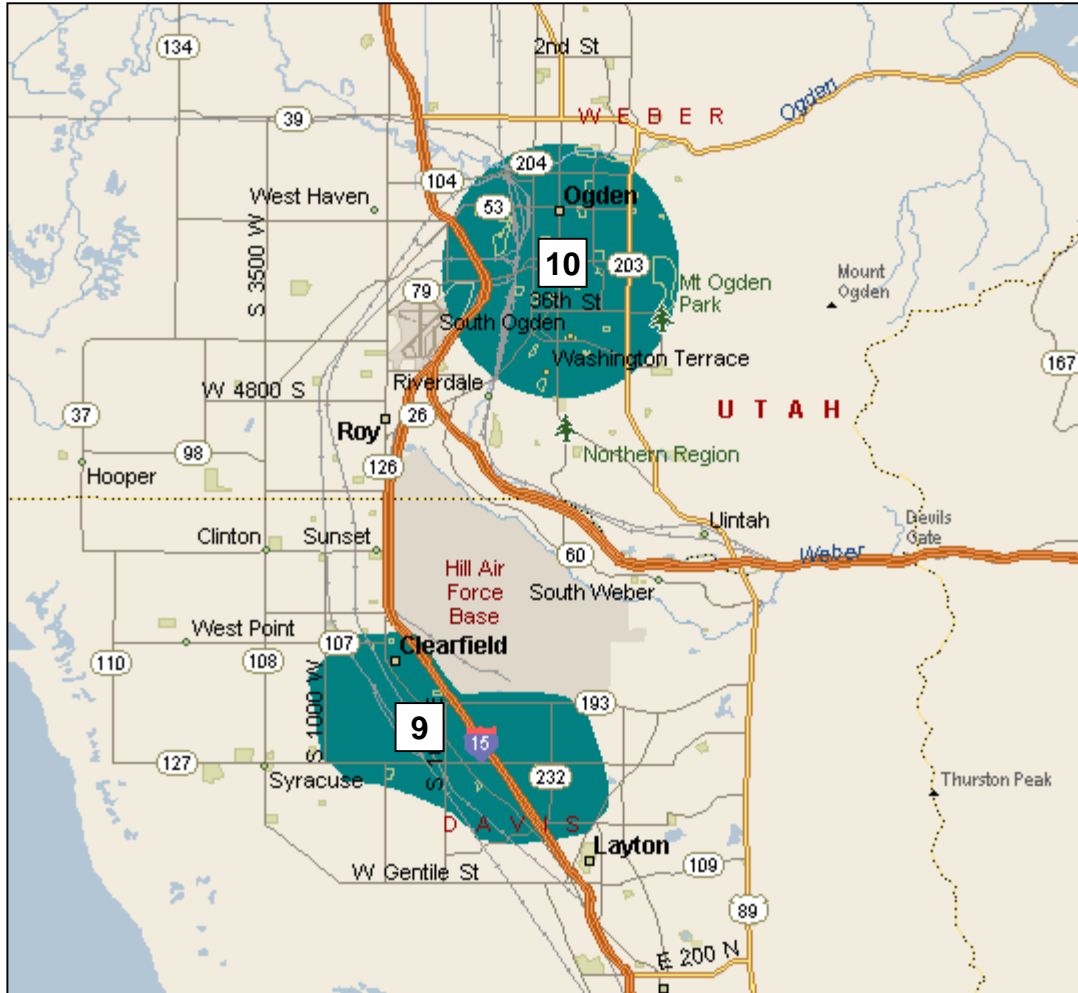 134
2nd St
39
W E B E R
Ogden
204
104
West Haven
53
Ogden
S 3500 W
10
203
Mount
Ogden
79
36th St
Mt Ogden
Park
South Ogden
Washington Terrace
167
Riverdale
W 4800 S
37
26
U T A H
Roy
98
126
Northern Region
Hooper
Clinton
Sunset
Uintah
Devils
Gate
60
Weber
Hill Air
Force
Base
South Weber
West Point
107
Clearfield
110
108
S 1000 W
193
9
15
127
Syracuse
232
Thurston Peak
D A V I S
Layton
W Gentile St
109
89
E 200 N